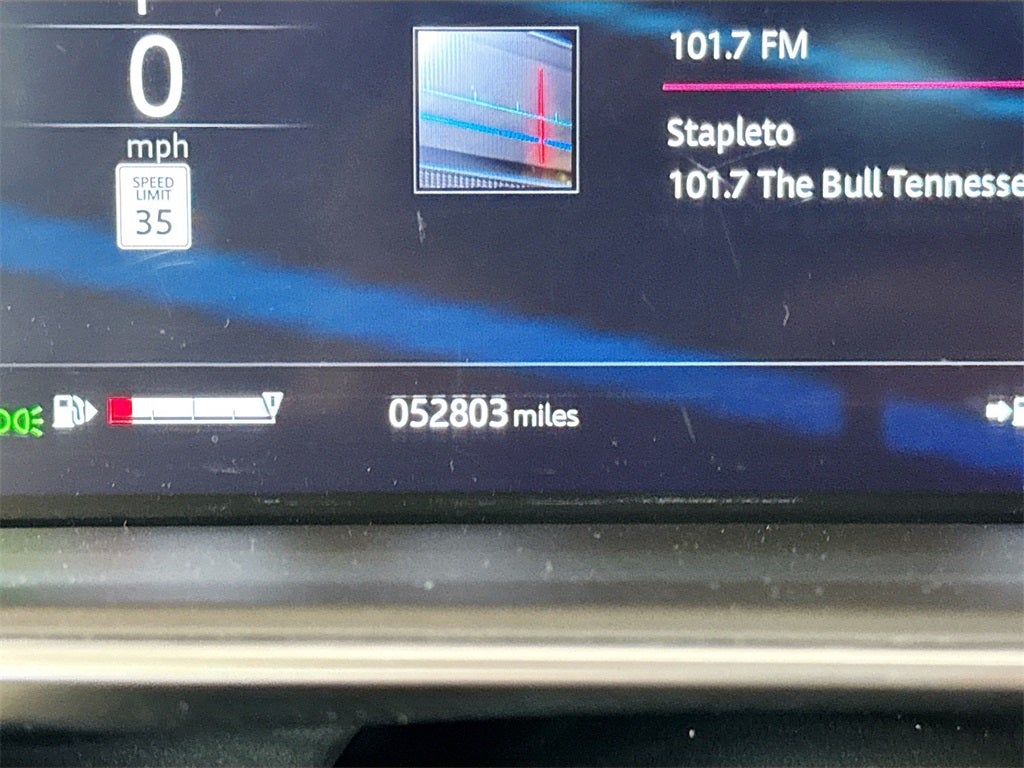 0
mph
SPEED
LIMIT
35
101.7 FM
Stapleto
101.7 The Bull Tennesse
052803 miles